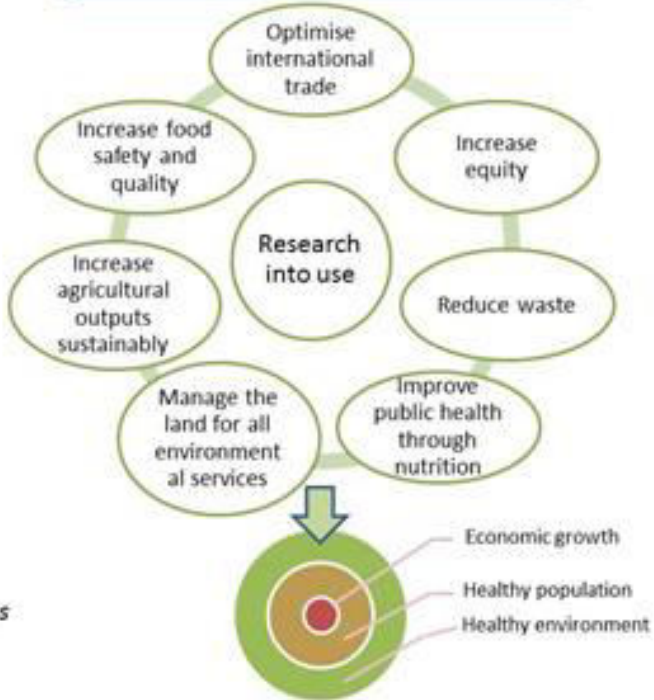 Optimise
international
trade
Increase food
safety and
quality
Increase
equity
Research
into use
Increase
agricultural
outputs
sustainably
Reduce waste
Manage the
land for all
environment
al services
Improve
public health
through
nutrition
Economic growth
Healthy population
Healthy environment
s